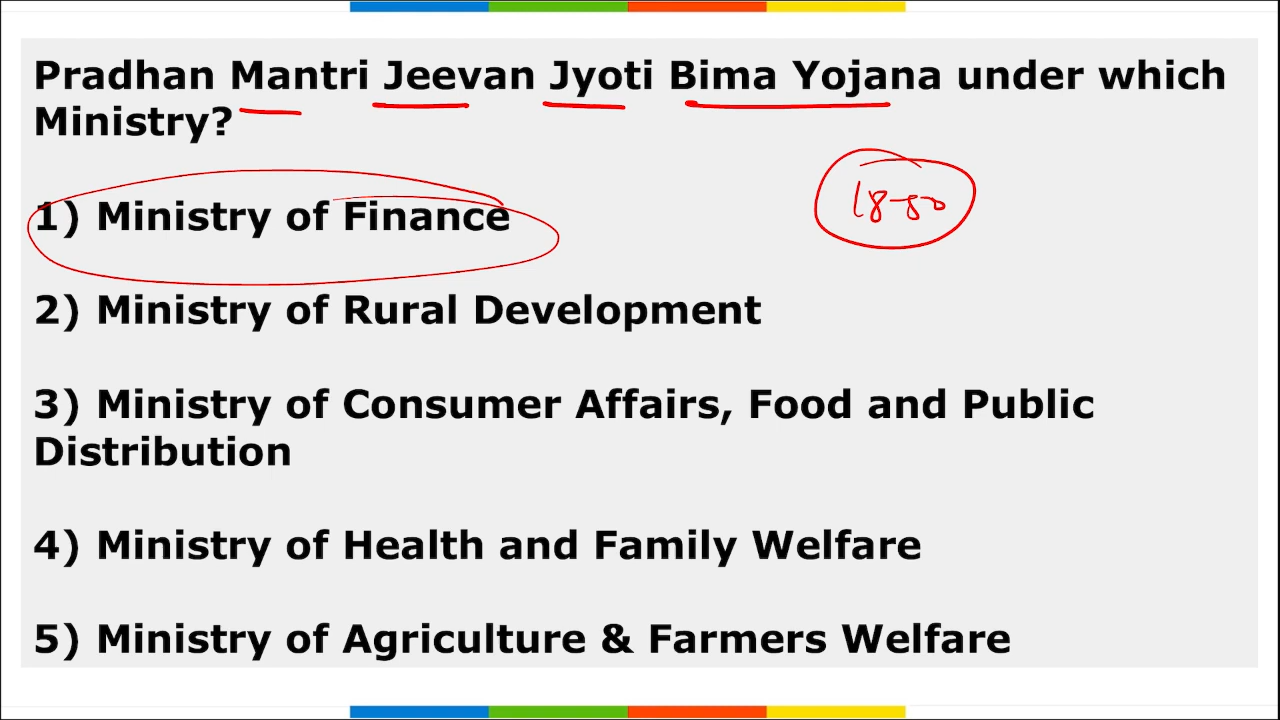 Pradhan Mantri Jeevan Jyoti Bima Yojana under which
Ministry?
1) Ministry of Finance
18-50
2) Ministry of Rural Development
3) Ministry of Consumer Affairs, Food and Public
Distribution
4) Ministry of Health and Family Welfare
5) Ministry of Agriculture & Farmers Welfare